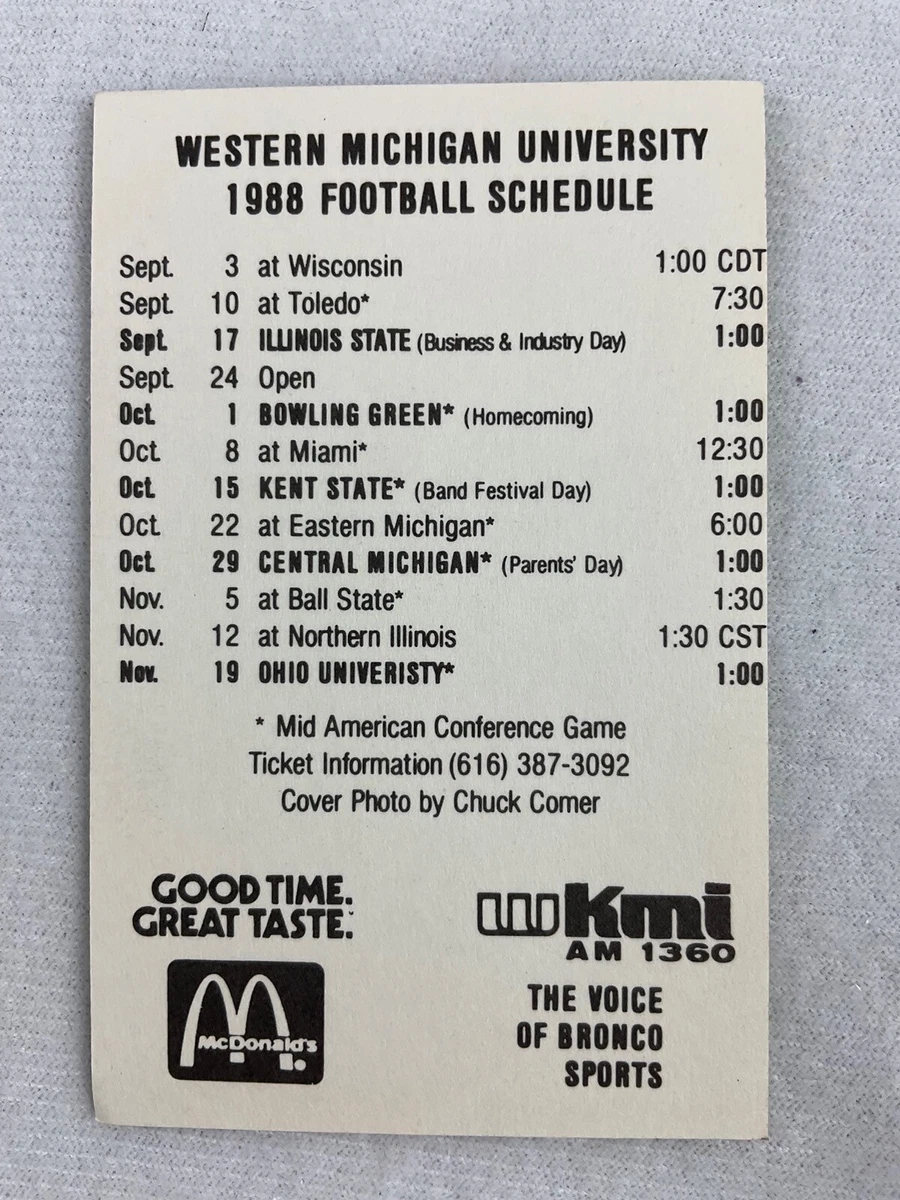 WESTERN MICHIGAN UNIVERSITY
1988 FOOTBALL SCHEDULE
Sept. 3 at Wisconsin 1:00 CDT
Sept. 10 at Toledo* 7:30
Sept. 17 ILLINOIS STATE (Business & Industry Day) 1:00
Sept. 24 Open
Oct. 1 BOWLING GREEN* (Homecoming) 1:00
Oct. 8 at Miami* 12:30
Oct. 15 KENT STATE* (Band Festival Day) 1:00
Oct. 22 at Eastern Michigan* 6:00
Oct. 29 CENTRAL MICHIGAN* (Parents' Day) 1:00
Nov. 5 at Ball State* 1:30
Nov. 12 at Northern Illinois 1:30 CST
Nov. 19 OHIO UNIVERISTY* 1:00
* Mid American Conference Game
Ticket Information (616) 387-3092
Cover Photo by Chuck Comer
GOOD TIME.
GREAT TASTE.
McDonald's
wkmi
AM 1360
THE VOICE
OF BRONCO
SPORTS